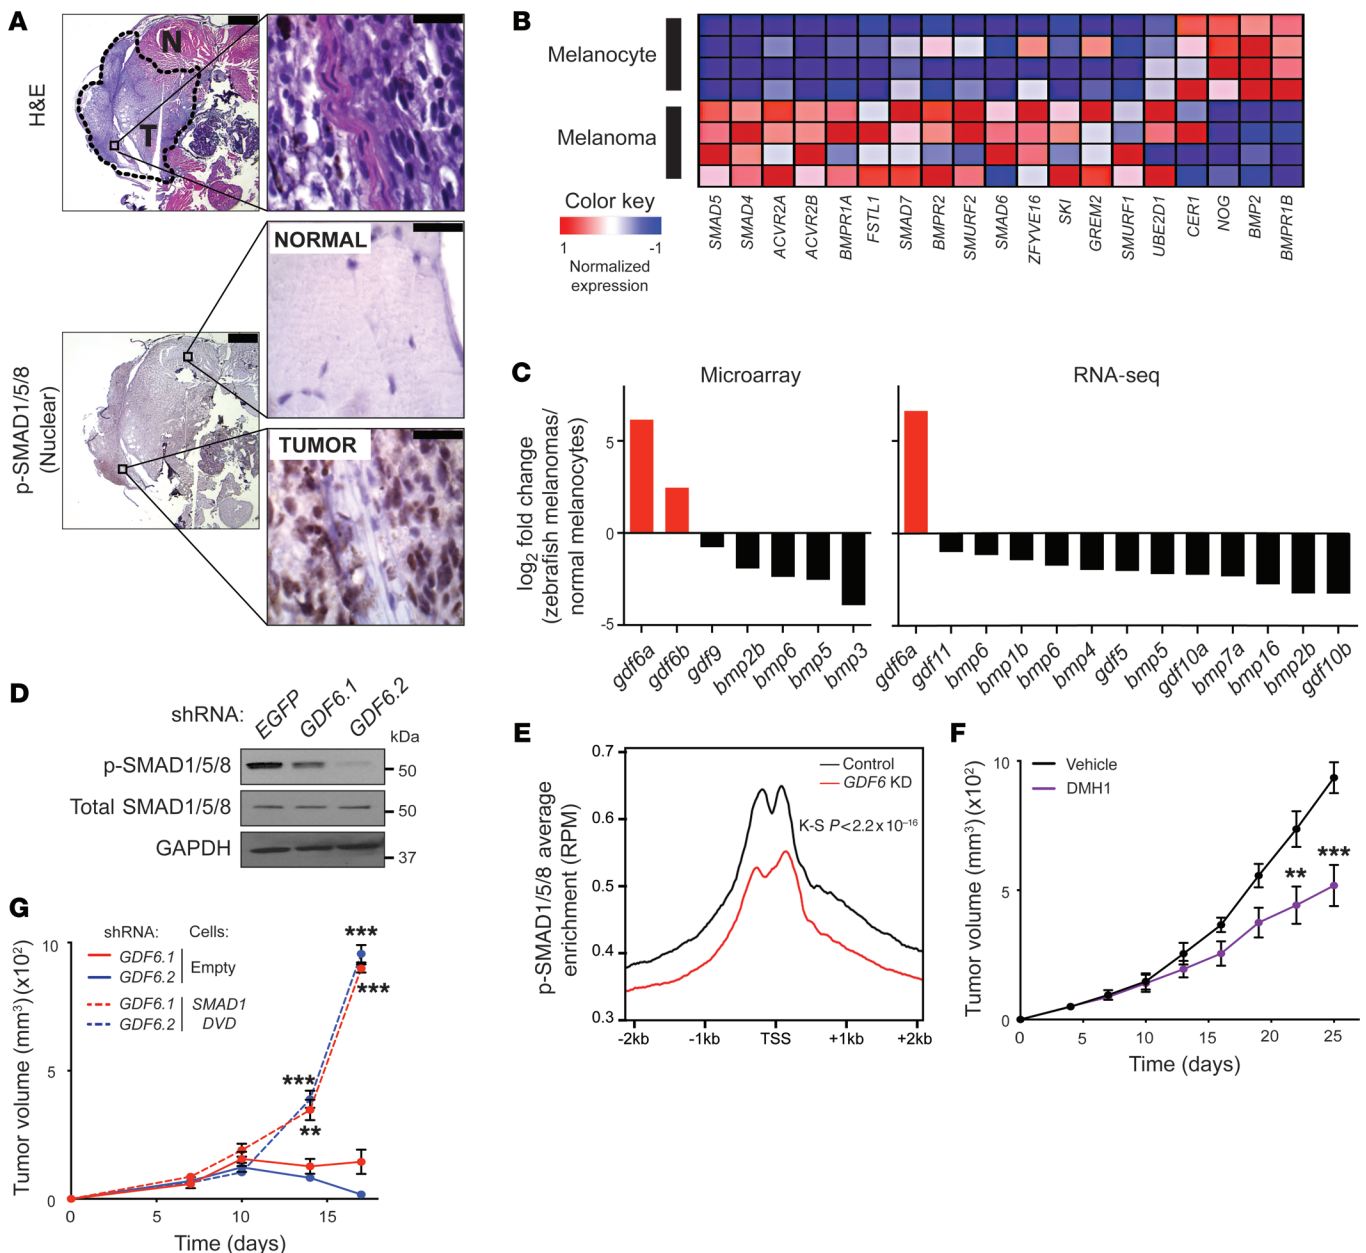 A
H&E
N
T
p-SMAD1/5/8
(Nuclear)
NORMAL
TUMOR
B
Melanocyte
Melanoma
Color key
1
-1
Normalized
expression
SMAD5
SMAD4
ACVR2A
ACVR2B
BMPR1A
FSTL1
SMAD7
BMPR2
SMURF2
SMAD6
ZFYVE16
SKI
GREM2
SMURF1
UBE2D1
CER1
NOG
BMP2
BMPR1B
C
Microarray
RNA-seq
log2 fold change
(zebrafish melanomas/
normal melanocytes)
5
0
-5
gdf6a
gdf6b
gdf9
bmp2b
bmp6
bmp5
bmp3
gdf6a
gdf11
bmp6
bmp1b
bmp6
bmp4
gdf5
bmp5
gdf10a
bmp7a
bmp16
bmp2b
gdf10b
D
shRNA:
EGFP
GDF6.1
GDF6.2
kDa
p-SMAD1/5/8
50
Total SMAD1/5/8
50
GAPDH
37
E
p-SMAD1/5/8 average
enrichment (RPM)
0.7
0.6
0.5
0.4
0.3
Control
GDF6 KD
K-S P<2.2x10–16
-2kb
-1kb
TSS
+1kb
+2kb
F
Tumor volume (mm3) (x102)
10
5
0
Vehicle
DMH1
**
***
0
5
10
15
19
20
25
Time (days)
G
shRNA:
Cells:
GDF6.1
GDF6.2
Empty
GDF6.1
GDF6.2
SMAD1
DVD
Tumor volume (mm3) (x102)
10
5
0
***
***
***
**
0
5
10
15
Time (days)